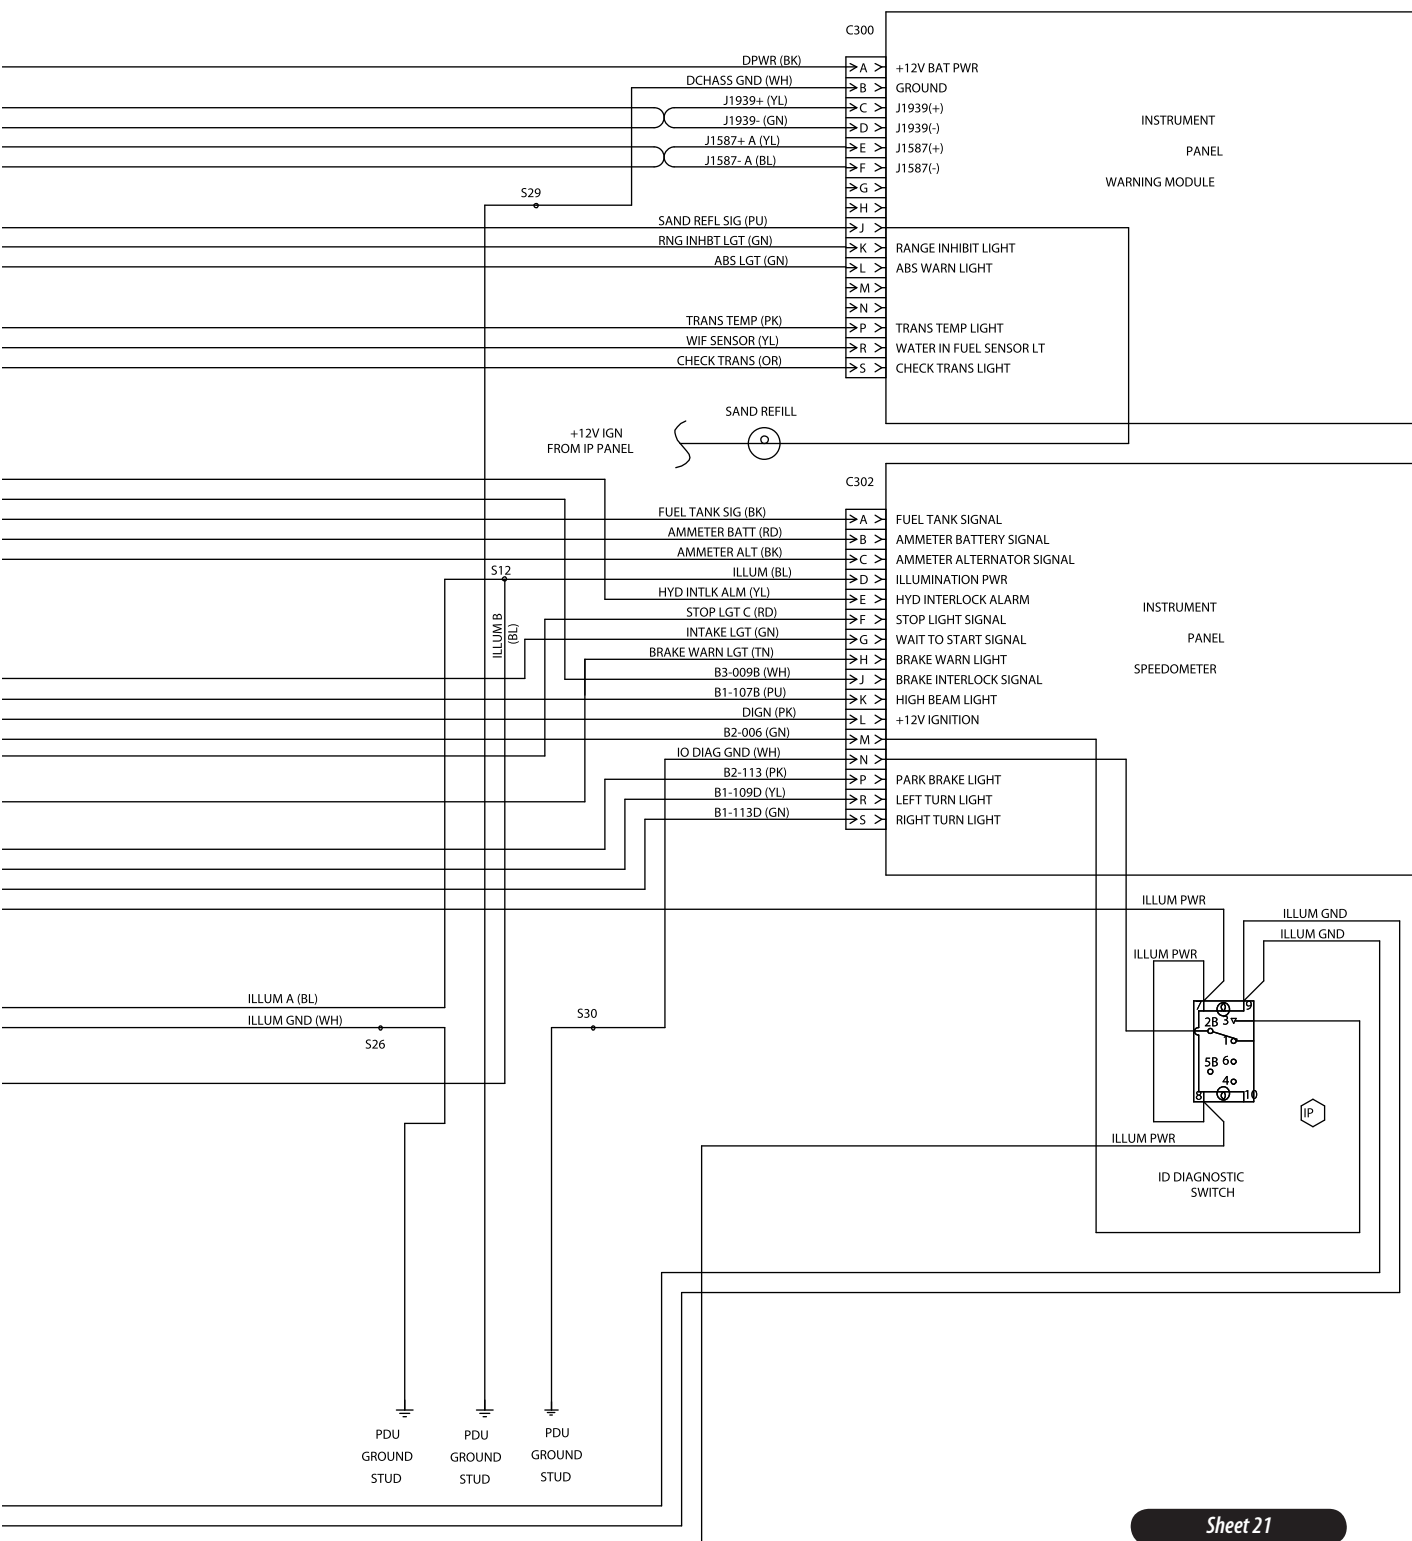 C300
DPWR (BK)
A
+12V BAT PWR
DCHASS GND (WH)
B
GROUND
J1939+ (YL)
C
J1939(+)
J1939- (GN)
D
J1939(-)
J1587+ A (YL)
E
J1587(+)
J1587- A (BL)
F
J1587(-)
G
H
SAND REFL SIG (PU)
J
RNG INHBT LGT (GN)
K
RANGE INHIBIT LIGHT
ABS LGT (GN)
L
ABS WARN LIGHT
M
N
TRANS TEMP (PK)
P
TRANS TEMP LIGHT
WIF SENSOR (YL)
R
WATER IN FUEL SENSOR LT
CHECK TRANS (OR)
S
CHECK TRANS LIGHT
INSTRUMENT
PANEL
WARNING MODULE
S29
SAND REFILL
+12V IGN
FROM IP PANEL
C302
FUEL TANK SIG (BK)
A
FUEL TANK SIGNAL
AMMETER BATT (RD)
B
AMMETER BATTERY SIGNAL
AMMETER ALT (BK)
C
AMMETER ALTERNATOR SIGNAL
ILLUM (BL)
D
ILLUMINATION PWR
HYD INTLK ALM (YL)
E
HYD INTERLOCK ALARM
STOP LGT C (RD)
F
STOP LIGHT SIGNAL
INTAKE LGT (GN)
G
WAIT TO START SIGNAL
BRAKE WARN LGT (TN)
H
BRAKE WARN LIGHT
B3-009B (WH)
J
BRAKE INTERLOCK SIGNAL
B1-107B (PU)
K
HIGH BEAM LIGHT
DIGN (PK)
L
+12V IGNITION
B2-006 (GN)
M
IO DIAG GND (WH)
N
B2-113 (PK)
P
PARK BRAKE LIGHT
B1-109D (YL)
R
LEFT TURN LIGHT
B1-113D (GN)
S
RIGHT TURN LIGHT
INSTRUMENT
PANEL
SPEEDOMETER
S12
ILLUM B
(BL)
ILLUM PWR
ILLUM GND
ILLUM GND
ILLUM PWR
ILLUM A (BL)
ILLUM GND (WH)
S26
S30
7
9
2B
3
1
5B
6
4
8
10
IP
ILLUM PWR
ID DIAGNOSTIC
SWITCH
PDU
GROUND
STUD
PDU
GROUND
STUD
PDU
GROUND
STUD
Sheet 21